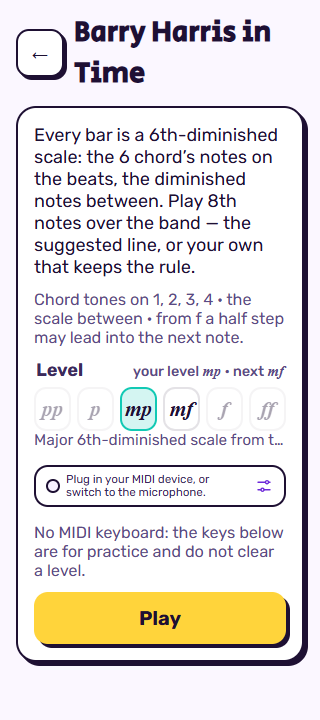 ←
Barry Harris in
Time
Every bar is a 6th-diminished
scale: the 6 chord’s notes on
the beats, the diminished
notes between. Play 8th
notes over the band — the
suggested line, or your own
that keeps the rule.
Chord tones on 1, 2, 3, 4 · the
scale between · from f a half step
may lead into the next note.
Level
your level mp · next mf
pp p mp mf f ff
Major 6th-diminished scale from t…
Plug in your MIDI device, or
switch to the microphone.
No MIDI keyboard: the keys below
are for practice and do not clear
a level.
Play